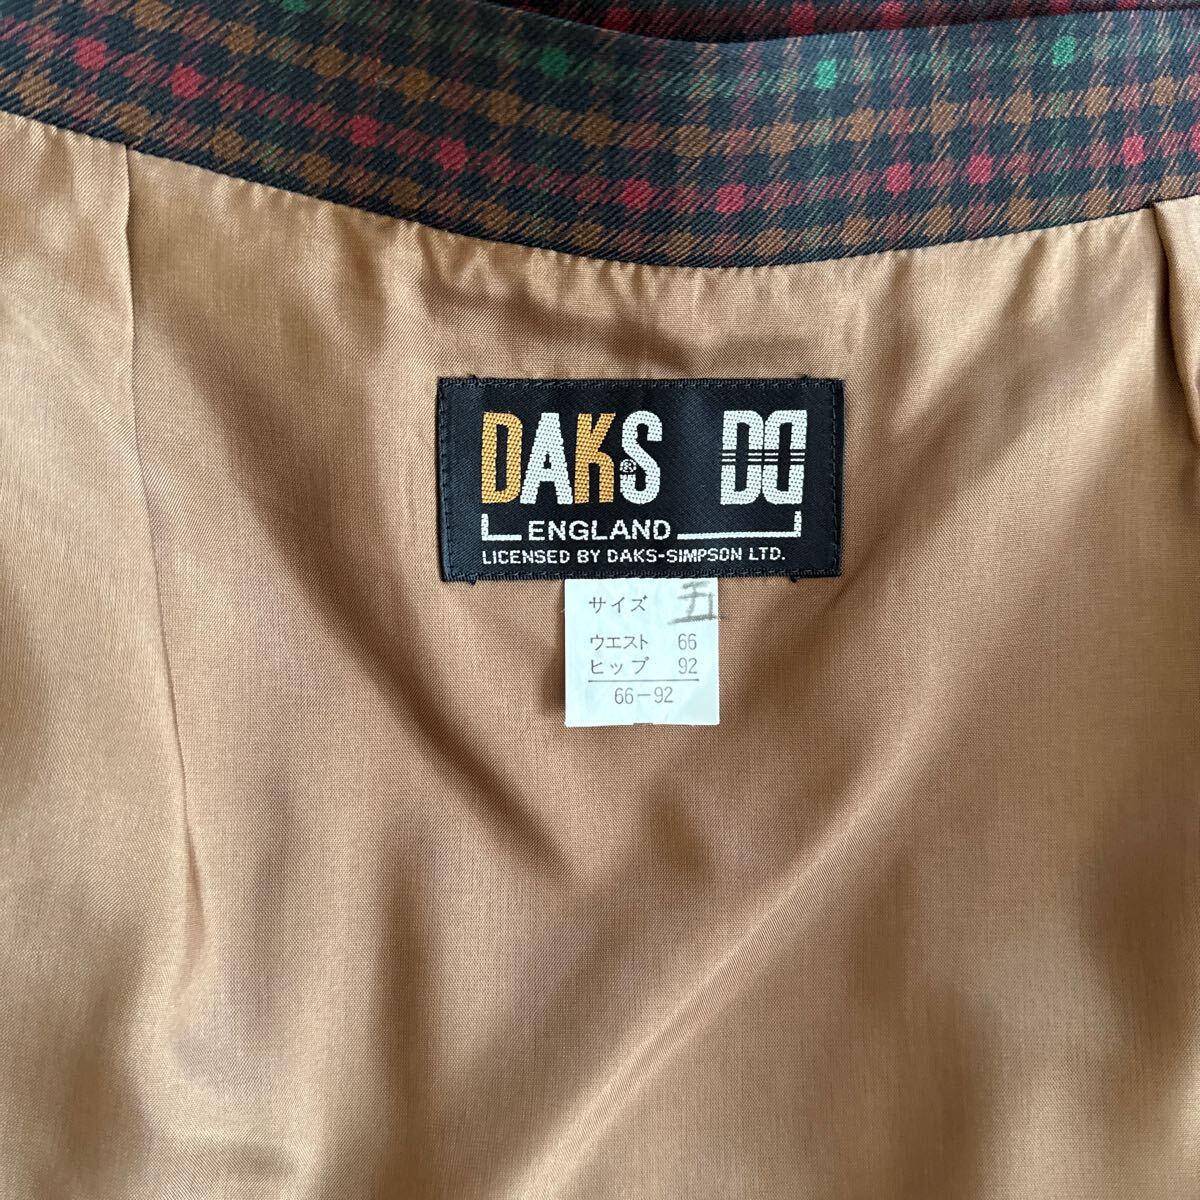 DAKS® DD
ENGLAND
LICENSED BY DAKS-SIMPSON LTD.
サイズ 五
ウエスト 66
ヒップ 92
66-92